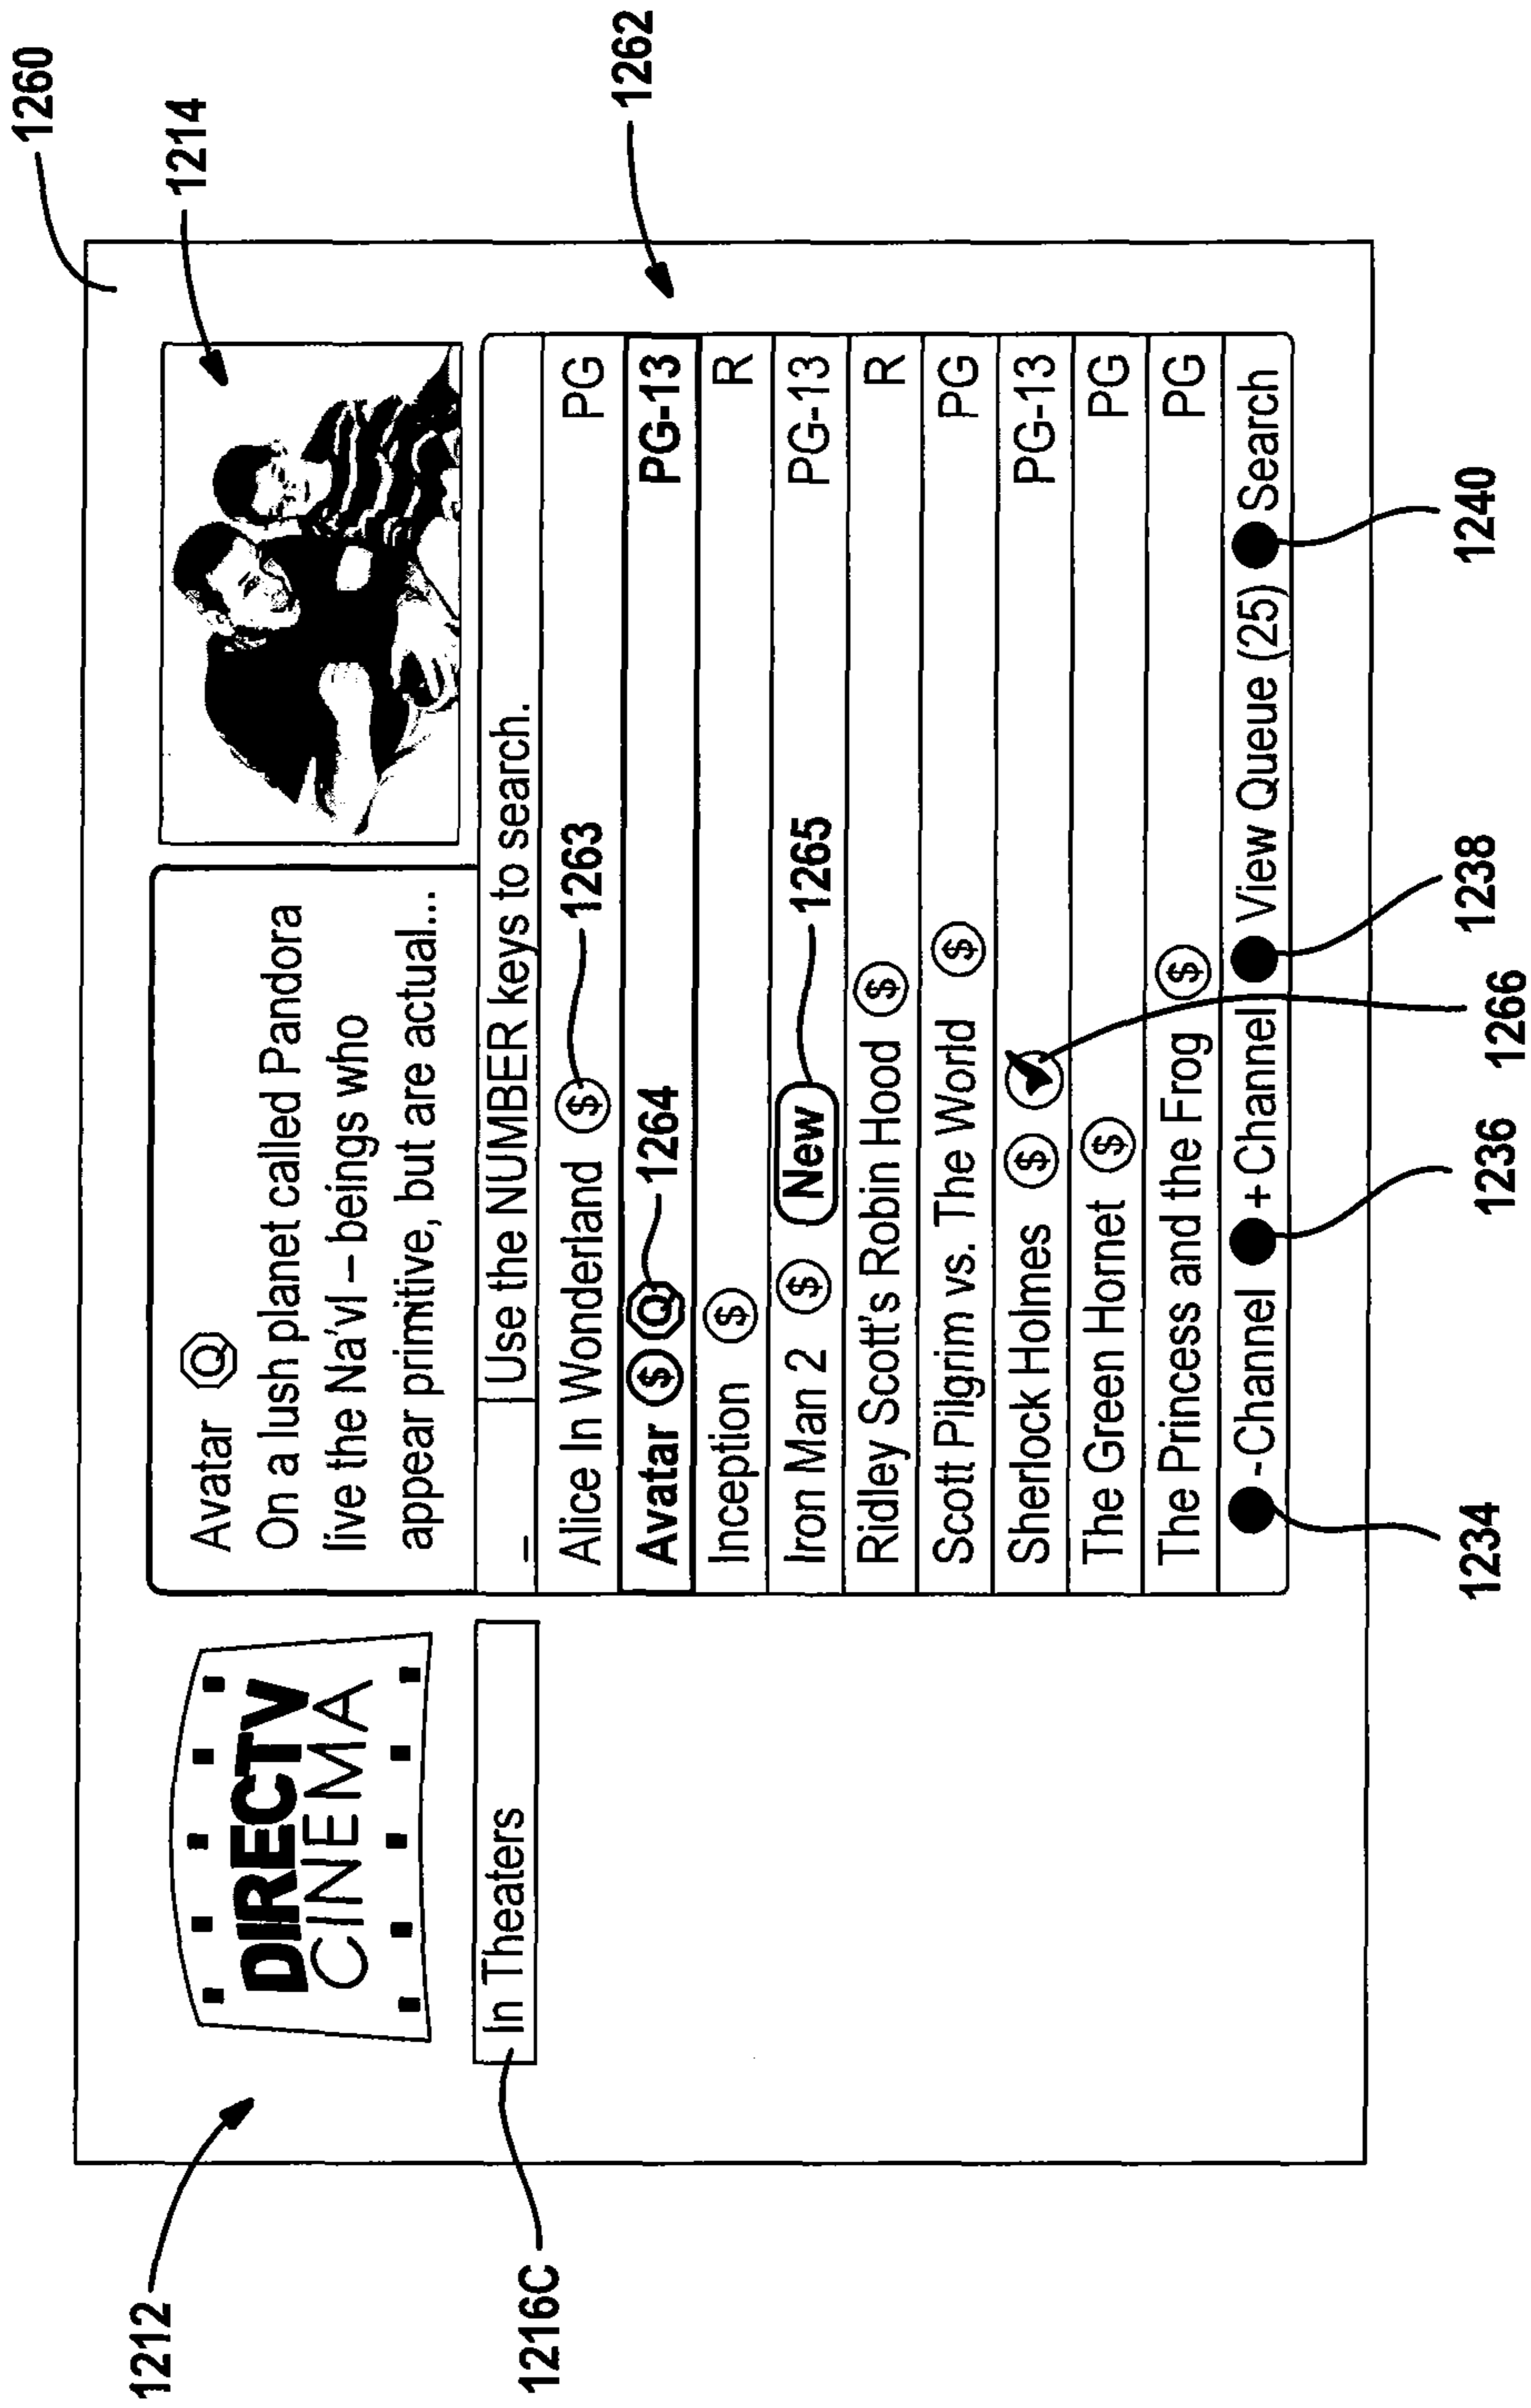 1260
1214
1212
DIRECTV
CINEMA
Avatar Q
On a lush planet called Pandora
live the Na'vI – beings who
appear primitive, but are actual...
1262
1216C
In Theaters
_ Use the NUMBER keys to search.
Alice In Wonderland $ 1263 PG
Avatar $ Q 1264 PG-13
Inception $ R
Iron Man 2 $ New 1265 PG-13
Ridley Scott's Robin Hood $ R
Scott Pilgrim vs. The World $ PG
Sherlock Holmes $ PG-13
The Green Hornet $ PG
The Princess and the Frog $ PG
- Channel + Channel View Queue (25) Search
1234
1236
1266
1238
1240